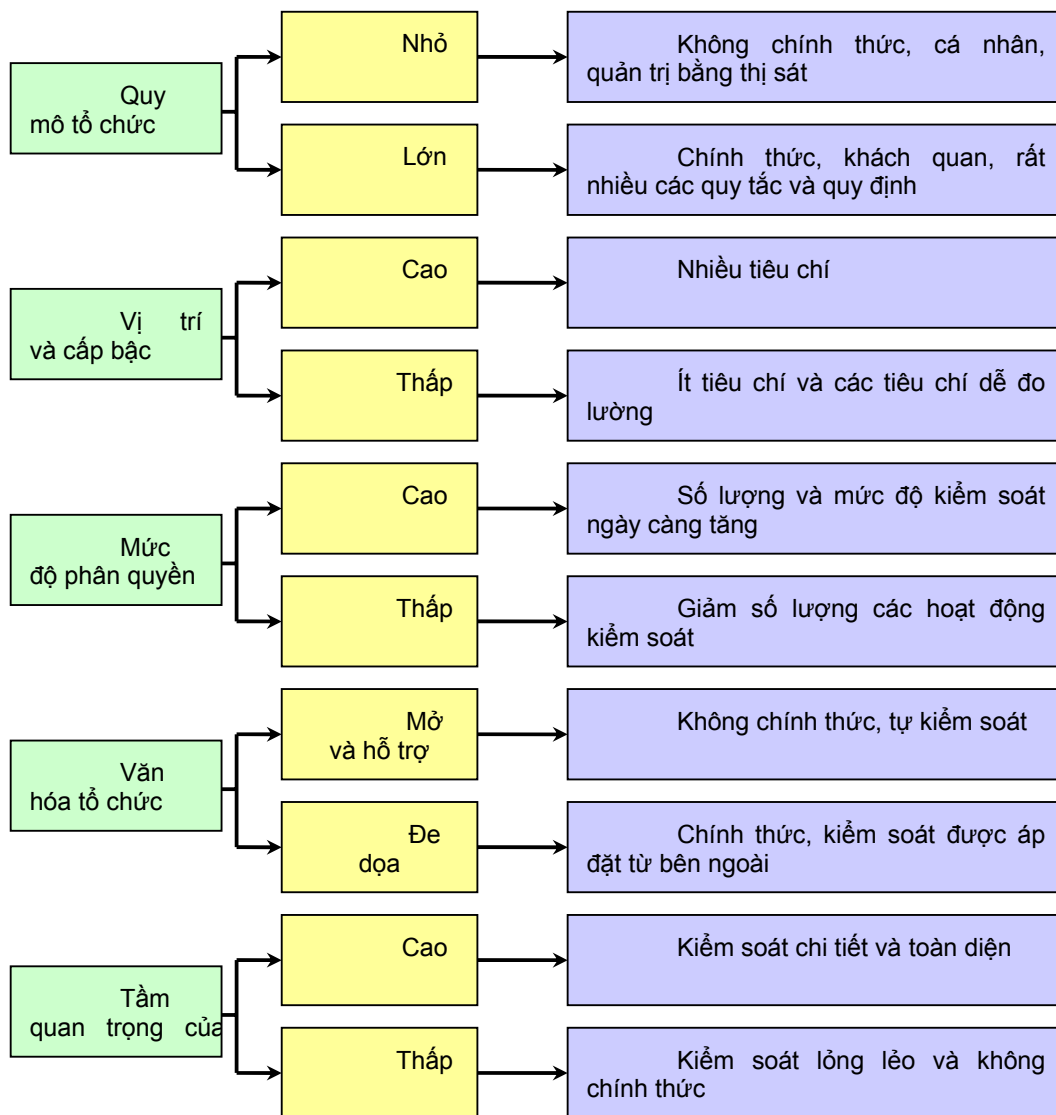 Quy
mô tổ chức
Nhỏ
Không chính thức, cá nhân,
quản trị bằng thị sát
Lớn
Chính thức, khách quan, rất
nhiều các quy tắc và quy định
Vị trí
và cấp bậc
Cao
Nhiều tiêu chí
Thấp
Ít tiêu chí và các tiêu chí dễ đo
lường
Mức
độ phân quyền
Cao
Số lượng và mức độ kiểm soát
ngày càng tăng
Thấp
Giảm số lượng các hoạt động
kiểm soát
Văn
hóa tổ chức
Mở
và hỗ trợ
Không chính thức, tự kiểm soát
Đe
dọa
Chính thức, kiểm soát được áp
đặt từ bên ngoài
Tầm
quan trọng của
Cao
Kiểm soát chi tiết và toàn diện
Thấp
Kiểm soát lỏng lẻo và không
chính thức